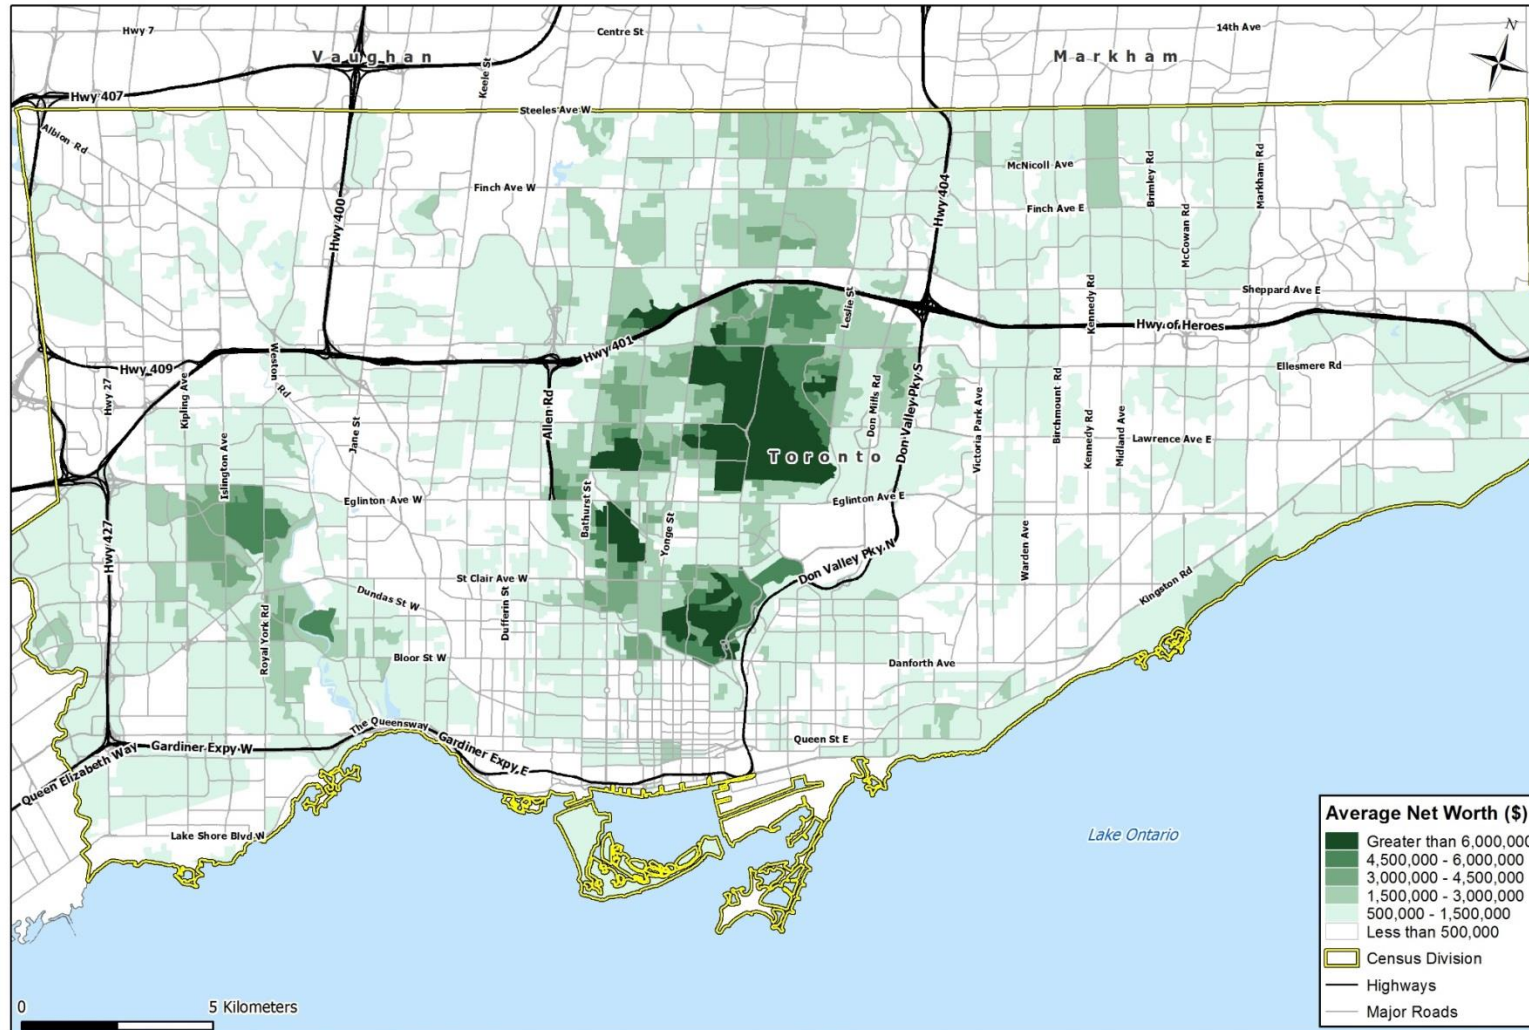 Hwy 7
Centre St
14th Ave
N
Vaughan
Markham
Keele St
Hwy 407
Steeles Ave W
Albion Rd
McNicoll Ave
Brimley Rd
Markham Rd
Finch Ave W
Hwy 404
Finch Ave E
Hwy 400
McCowan Rd
Kennedy Rd
Sheppard Ave E
Leslie St
Hwy of Heroes
Hwy 401
Weston Rd
Hwy 409
Ellesmere Rd
Hwy 27
Kipling Ave
Allen Rd
Don Mills Rd
Don Valley Pky S
Victoria Park Ave
Birchmount Rd
Kennedy Rd
Midland Ave
Lawrence Ave E
Jane St
Islington Ave
Toronto
Eglinton Ave W
Eglinton Ave E
Bathurst St
Yonge St
Hwy 427
Warden Ave
Don Valley Pky N
St Clair Ave W
Dundas St W
Dufferin St
Kingston Rd
Royal York Rd
Bloor St W
Danforth Ave
The Queensway
Queen St E
Gardiner Expy W
Gardiner Expy E
Queen Elizabeth Way
Lake Shore Blvd W
Lake Ontario
Average Net Worth ($)
Greater than 6,000,000
4,500,000 - 6,000,000
3,000,000 - 4,500,000
1,500,000 - 3,000,000
500,000 - 1,500,000
Less than 500,000
Census Division
Highways
Major Roads
0 5 Kilometers